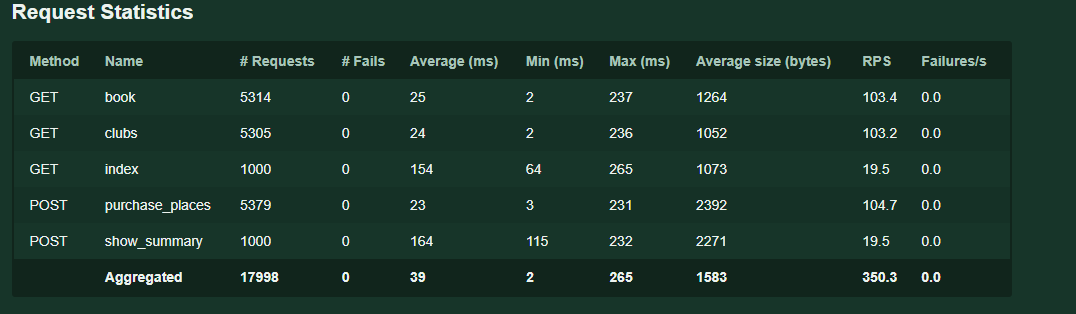 Request Statistics
Method Name # Requests # Fails Average (ms) Min (ms) Max (ms) Average size (bytes) RPS Failures/s
GET book 5314 0 25 2 237 1264 103.4 0.0
GET clubs 5305 0 24 2 236 1052 103.2 0.0
GET index 1000 0 154 64 265 1073 19.5 0.0
POST purchase_places 5379 0 23 3 231 2392 104.7 0.0
POST show_summary 1000 0 164 115 232 2271 19.5 0.0
Aggregated 17998 0 39 2 265 1583 350.3 0.0